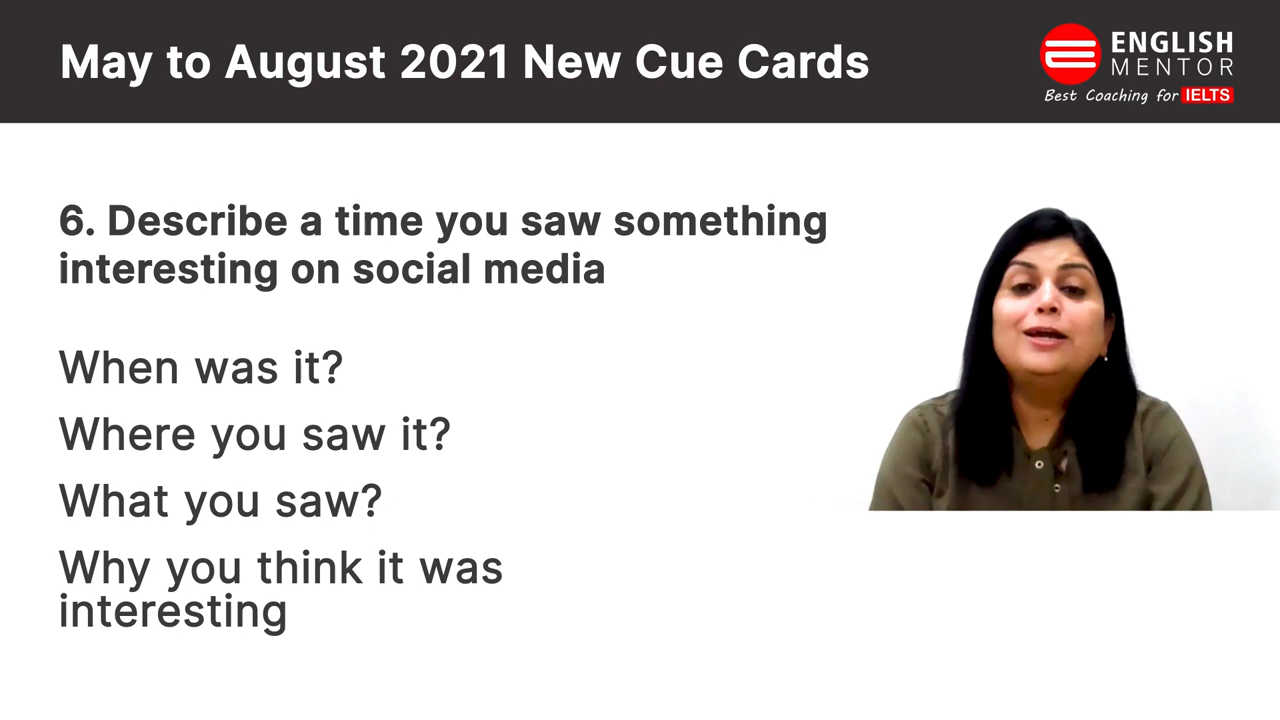 May to August 2021 New Cue Cards
ENGLISH
MENTOR
Best Coaching for IELTS
6. Describe a time you saw something
interesting on social media
When was it?
Where you saw it?
What you saw?
Why you think it was
interesting